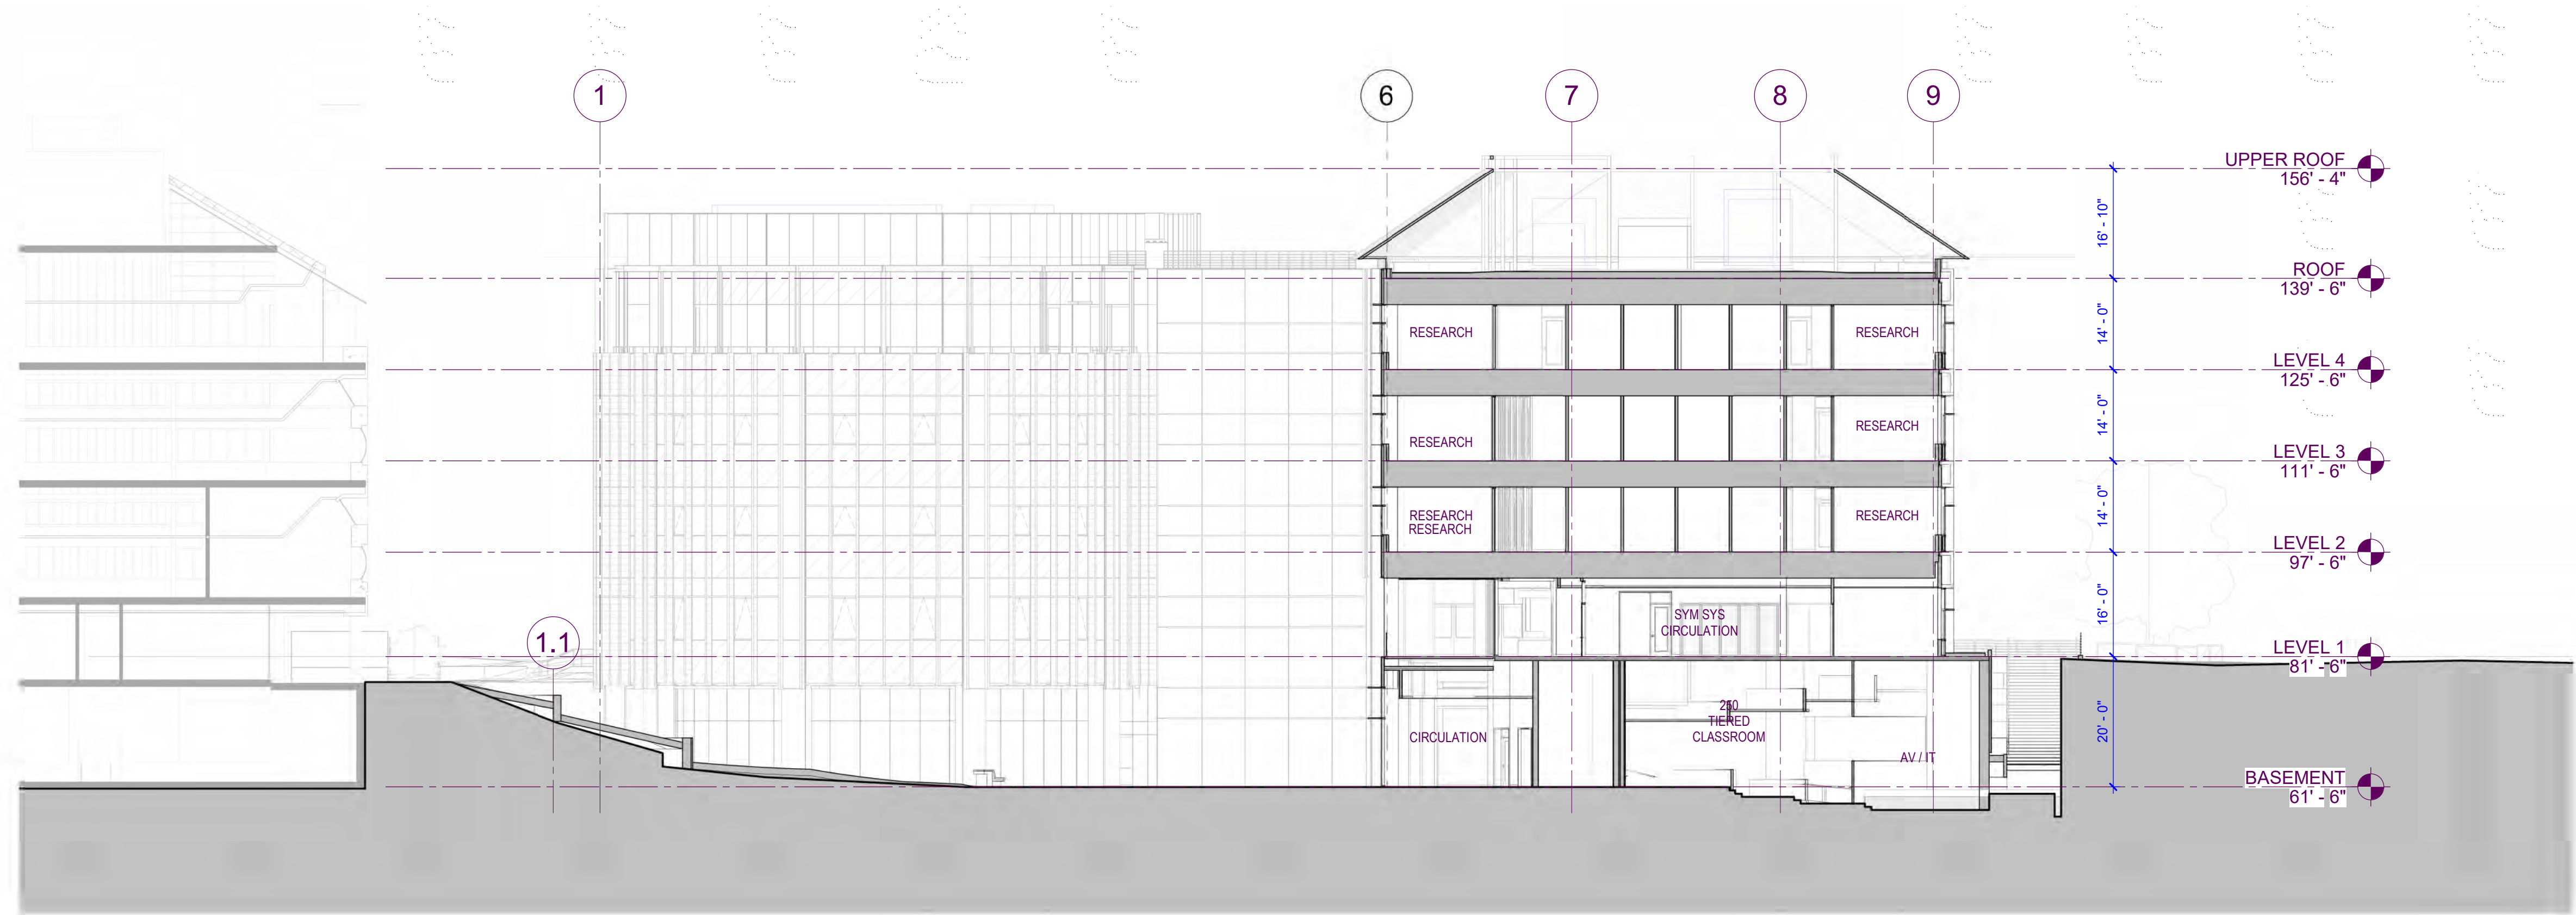 1
6
7
8
9
UPPER ROOF
156' - 4"
16' - 10"
ROOF
139' - 6"
14' - 0"
RESEARCH
RESEARCH
LEVEL 4
125' - 6"
14' - 0"
RESEARCH
RESEARCH
LEVEL 3
111' - 6"
14' - 0"
RESEARCH
RESEARCH
RESEARCH
LEVEL 2
97' - 6"
16' - 0"
SYM SYS
CIRCULATION
1.1
LEVEL 1
81' - 6"
20' - 0"
TIERED
CLASSROOM
CIRCULATION
AV / IT
BASEMENT
61' - 6"